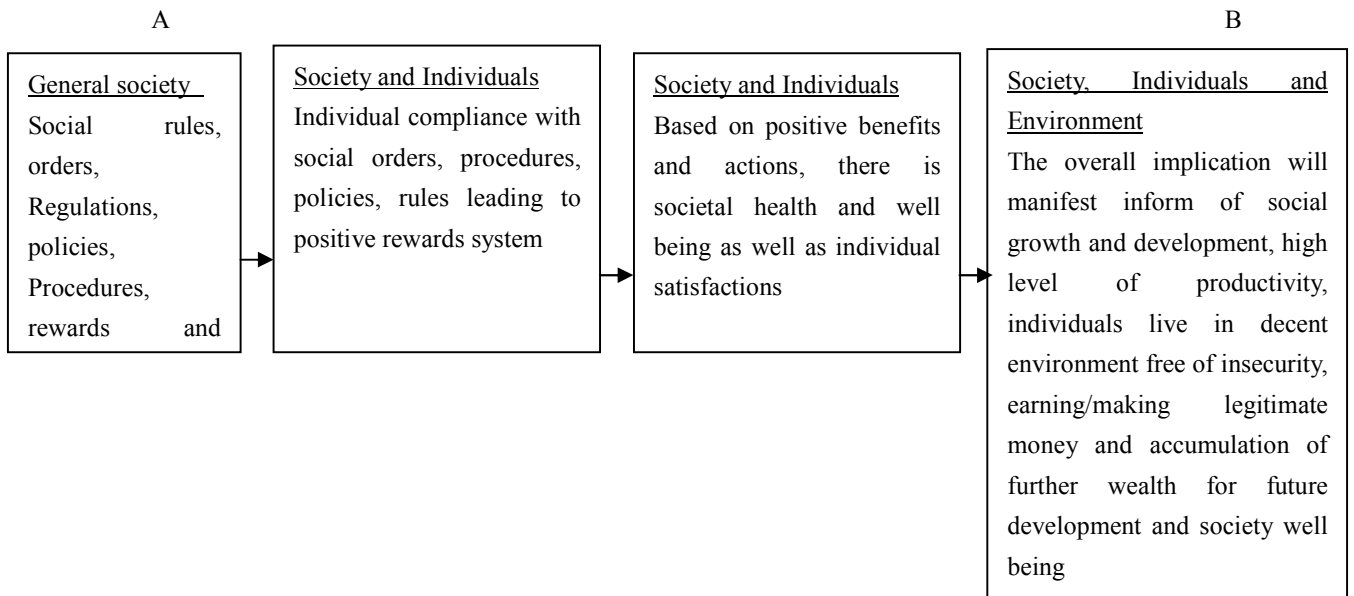 A
B
General society
Social rules,
orders,
Regulations,
policies,
Procedures,
rewards and
Society and Individuals
Individual compliance with
social orders, procedures,
policies, rules leading to
positive rewards system
Society and Individuals
Based on positive benefits
and actions, there is
societal health and well
being as well as individual
satisfactions
Society, Individuals and
Environment
The overall implication will
manifest inform of social
growth and development, high
level of productivity,
individuals live in decent
environment free of insecurity,
earning/making legitimate
money and accumulation of
further wealth for future
development and society well
being